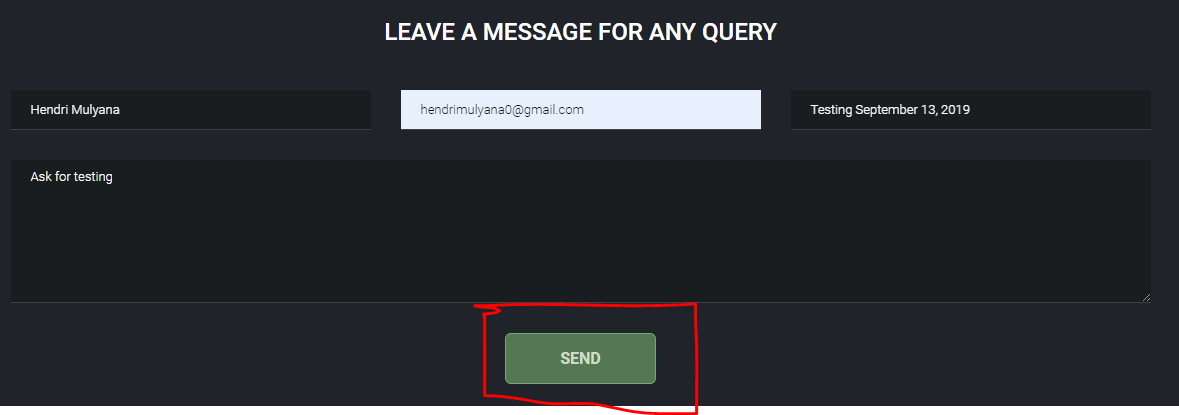 LEAVE A MESSAGE FOR ANY QUERY
Hendri Mulyana
hendrimulyana0@gmail.com
Testing September 13, 2019
Ask for testing
SEND